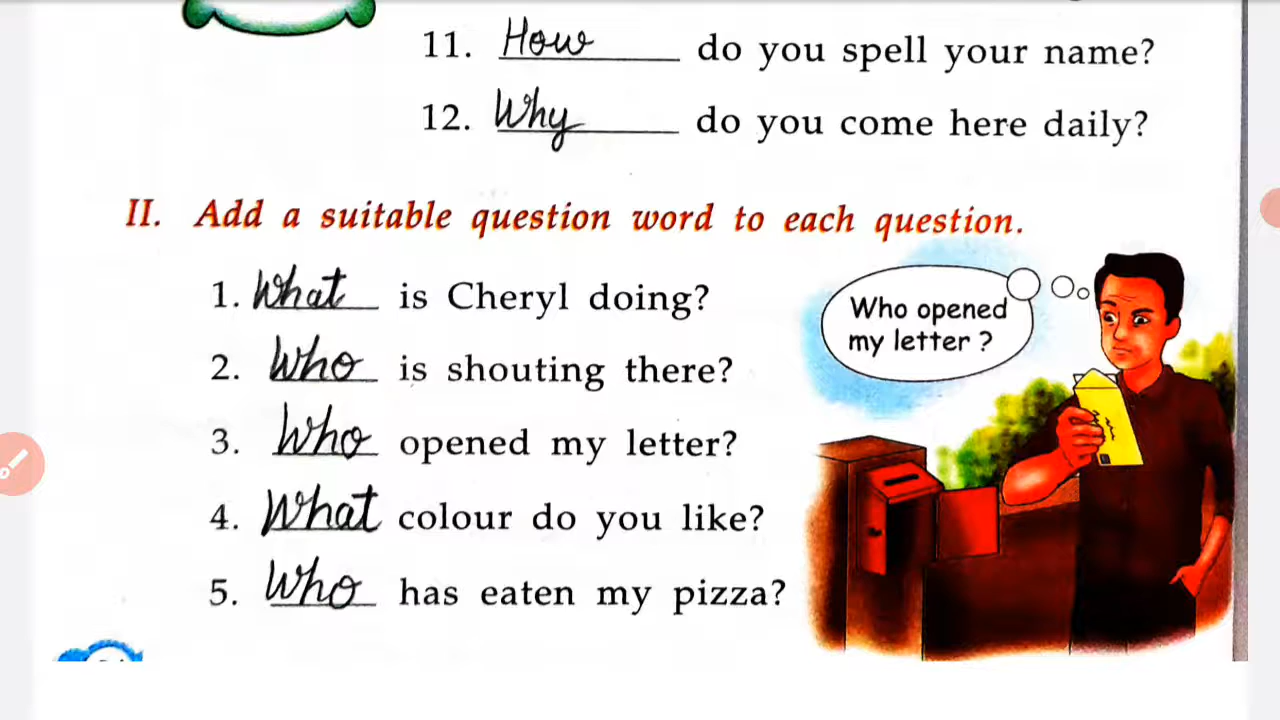 11. How do you spell your name?
12. Why do you come here daily?
II. Add a suitable question word to each question.
1. What is Cheryl doing?
2. Who is shouting there?
3. Who opened my letter?
4. What colour do you like?
5. Who has eaten my pizza?
Who opened
my letter ?